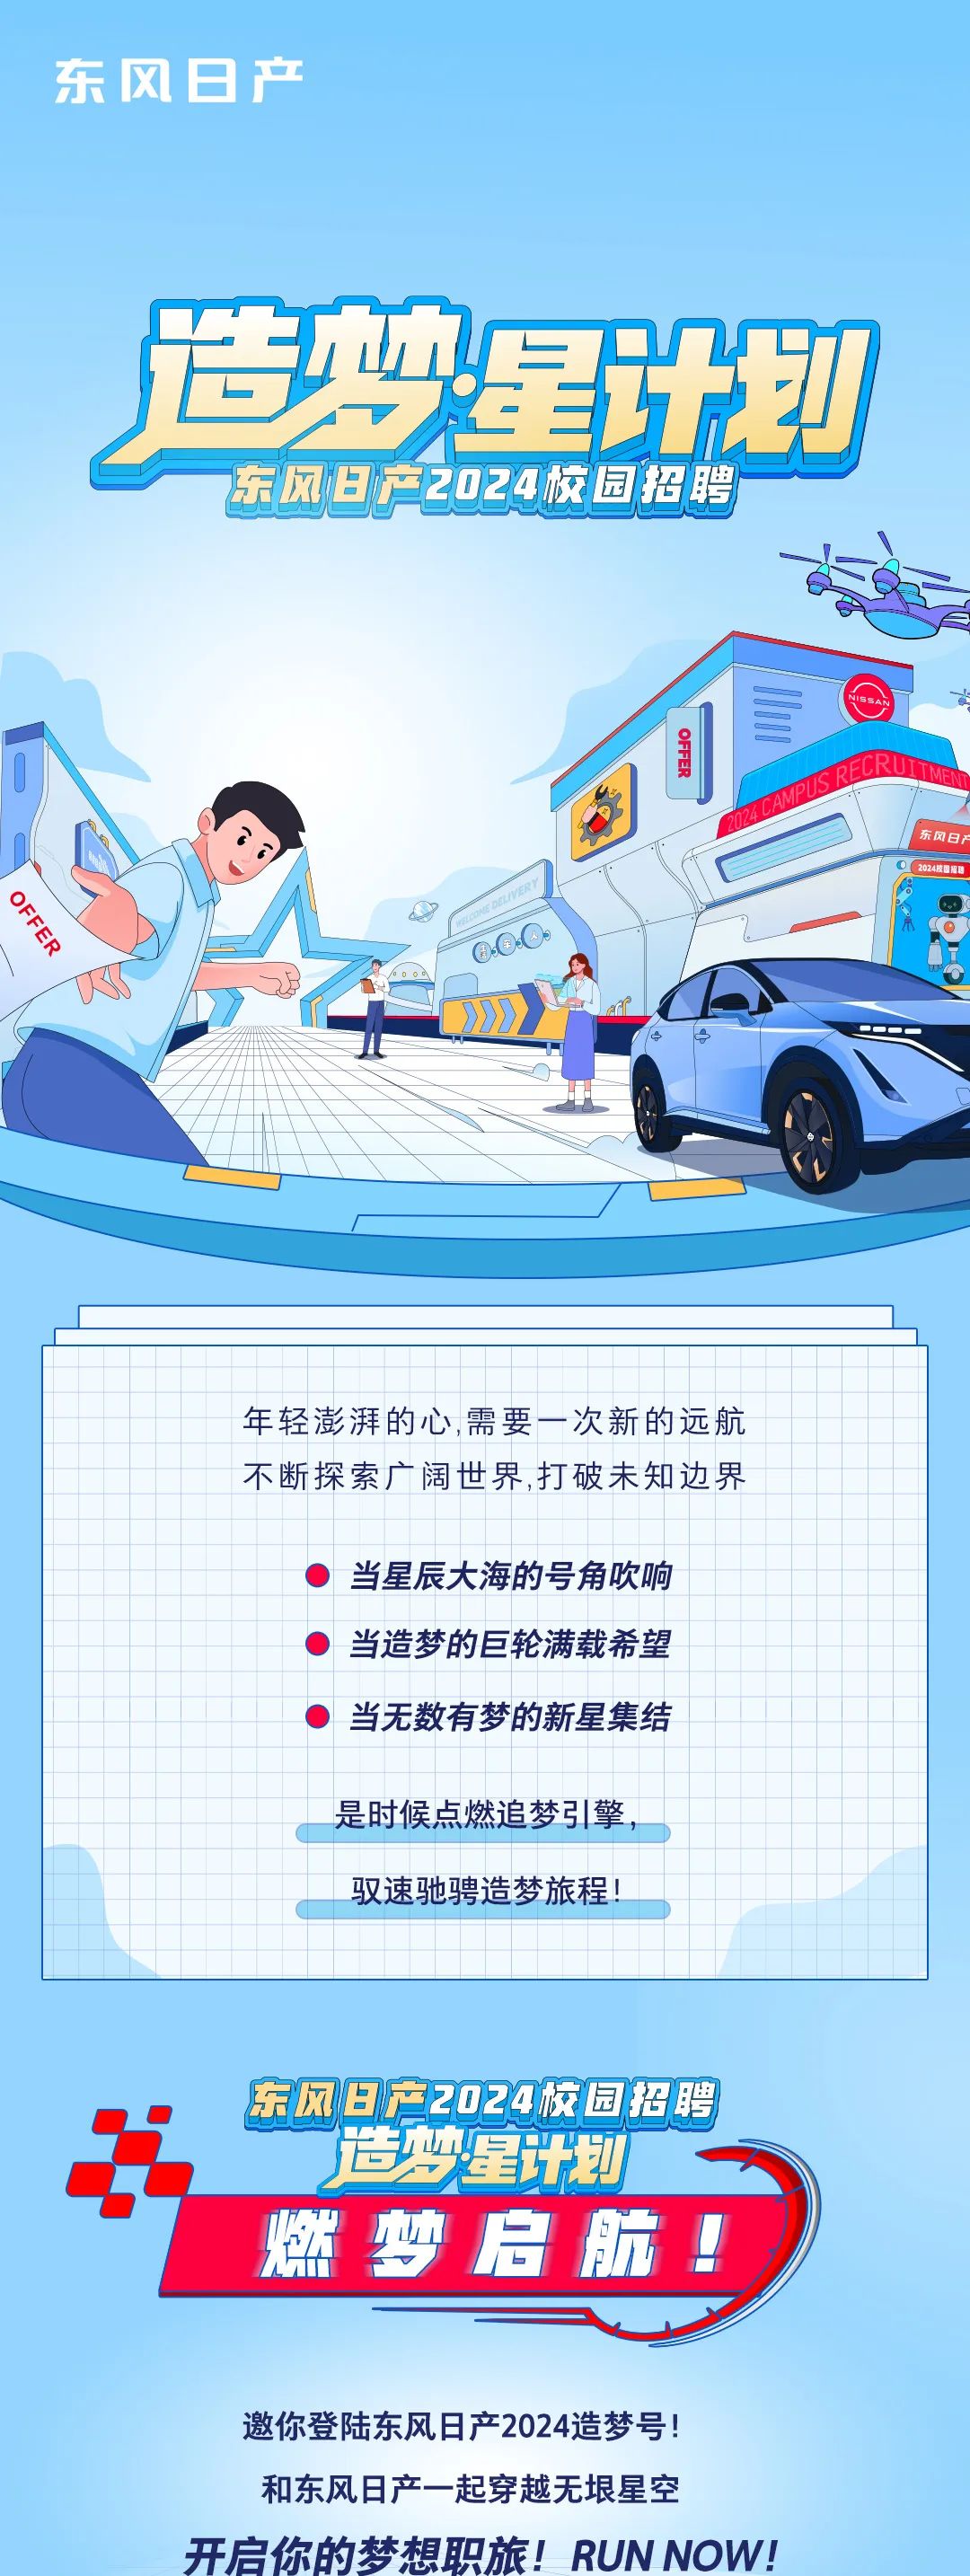 东风日产
造梦·星计划
东风日产2024校园招聘
NISSAN
OFFER
2024 CAMPUS RECRUITMENT
东风日产
2024校园招聘
WELCOME DELIVERY
OFFER
年轻澎湃的心,需要一次新的远航
不断探索广阔世界,打破未知边界
当星辰大海的号角吹响
当造梦的巨轮满载希望
当无数有梦的新星集结
是时候点燃追梦引擎，
驭速驰骋造梦旅程！
东风日产2024校园招聘
造梦·星计划
燃梦启航！
邀你登陆东风日产2024造梦号！
和东风日产一起穿越无垠星空
开启你的梦想职旅！RUN NOW！